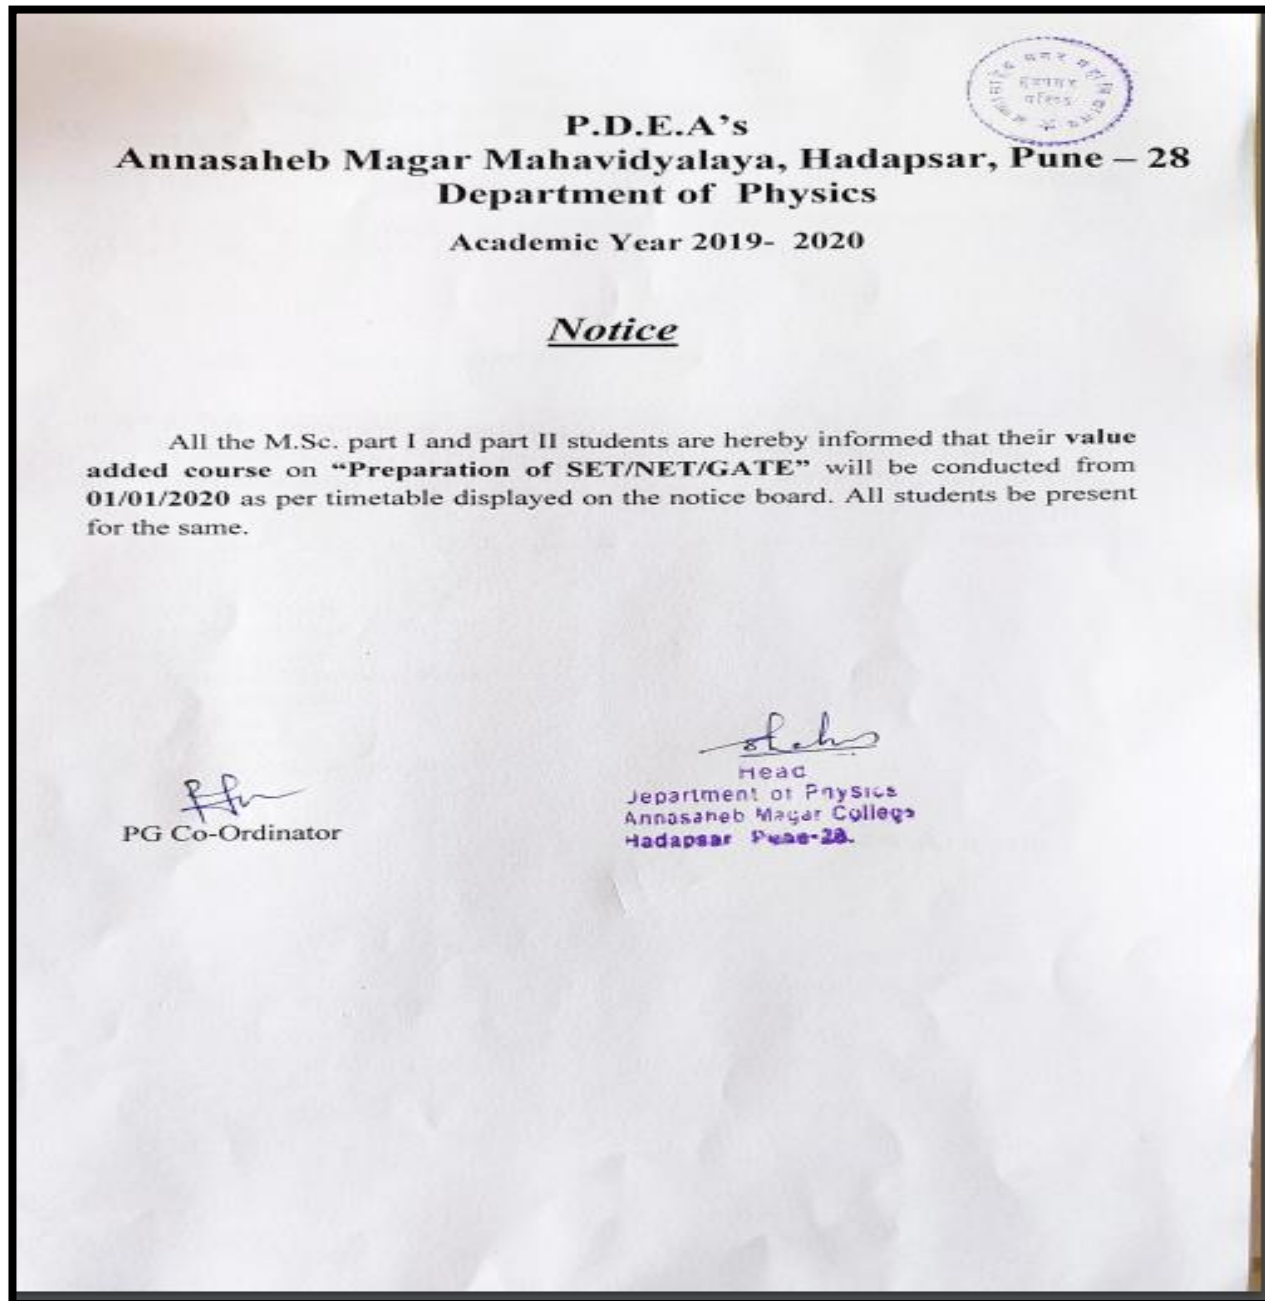 हडपसर
P.D.E.A's
Annasaheb Magar Mahavidyalaya, Hadapsar, Pune – 28
Department of Physics
Academic Year 2019- 2020
Notice
All the M.Sc. part I and part II students are hereby informed that their value
added course on “Preparation of SET/NET/GATE” will be conducted from
01/01/2020 as per timetable displayed on the notice board. All students be present
for the same.
PG Co-Ordinator
Head
Department of Physics
Annasaheb Magar College
Hadapsar Pune-28.